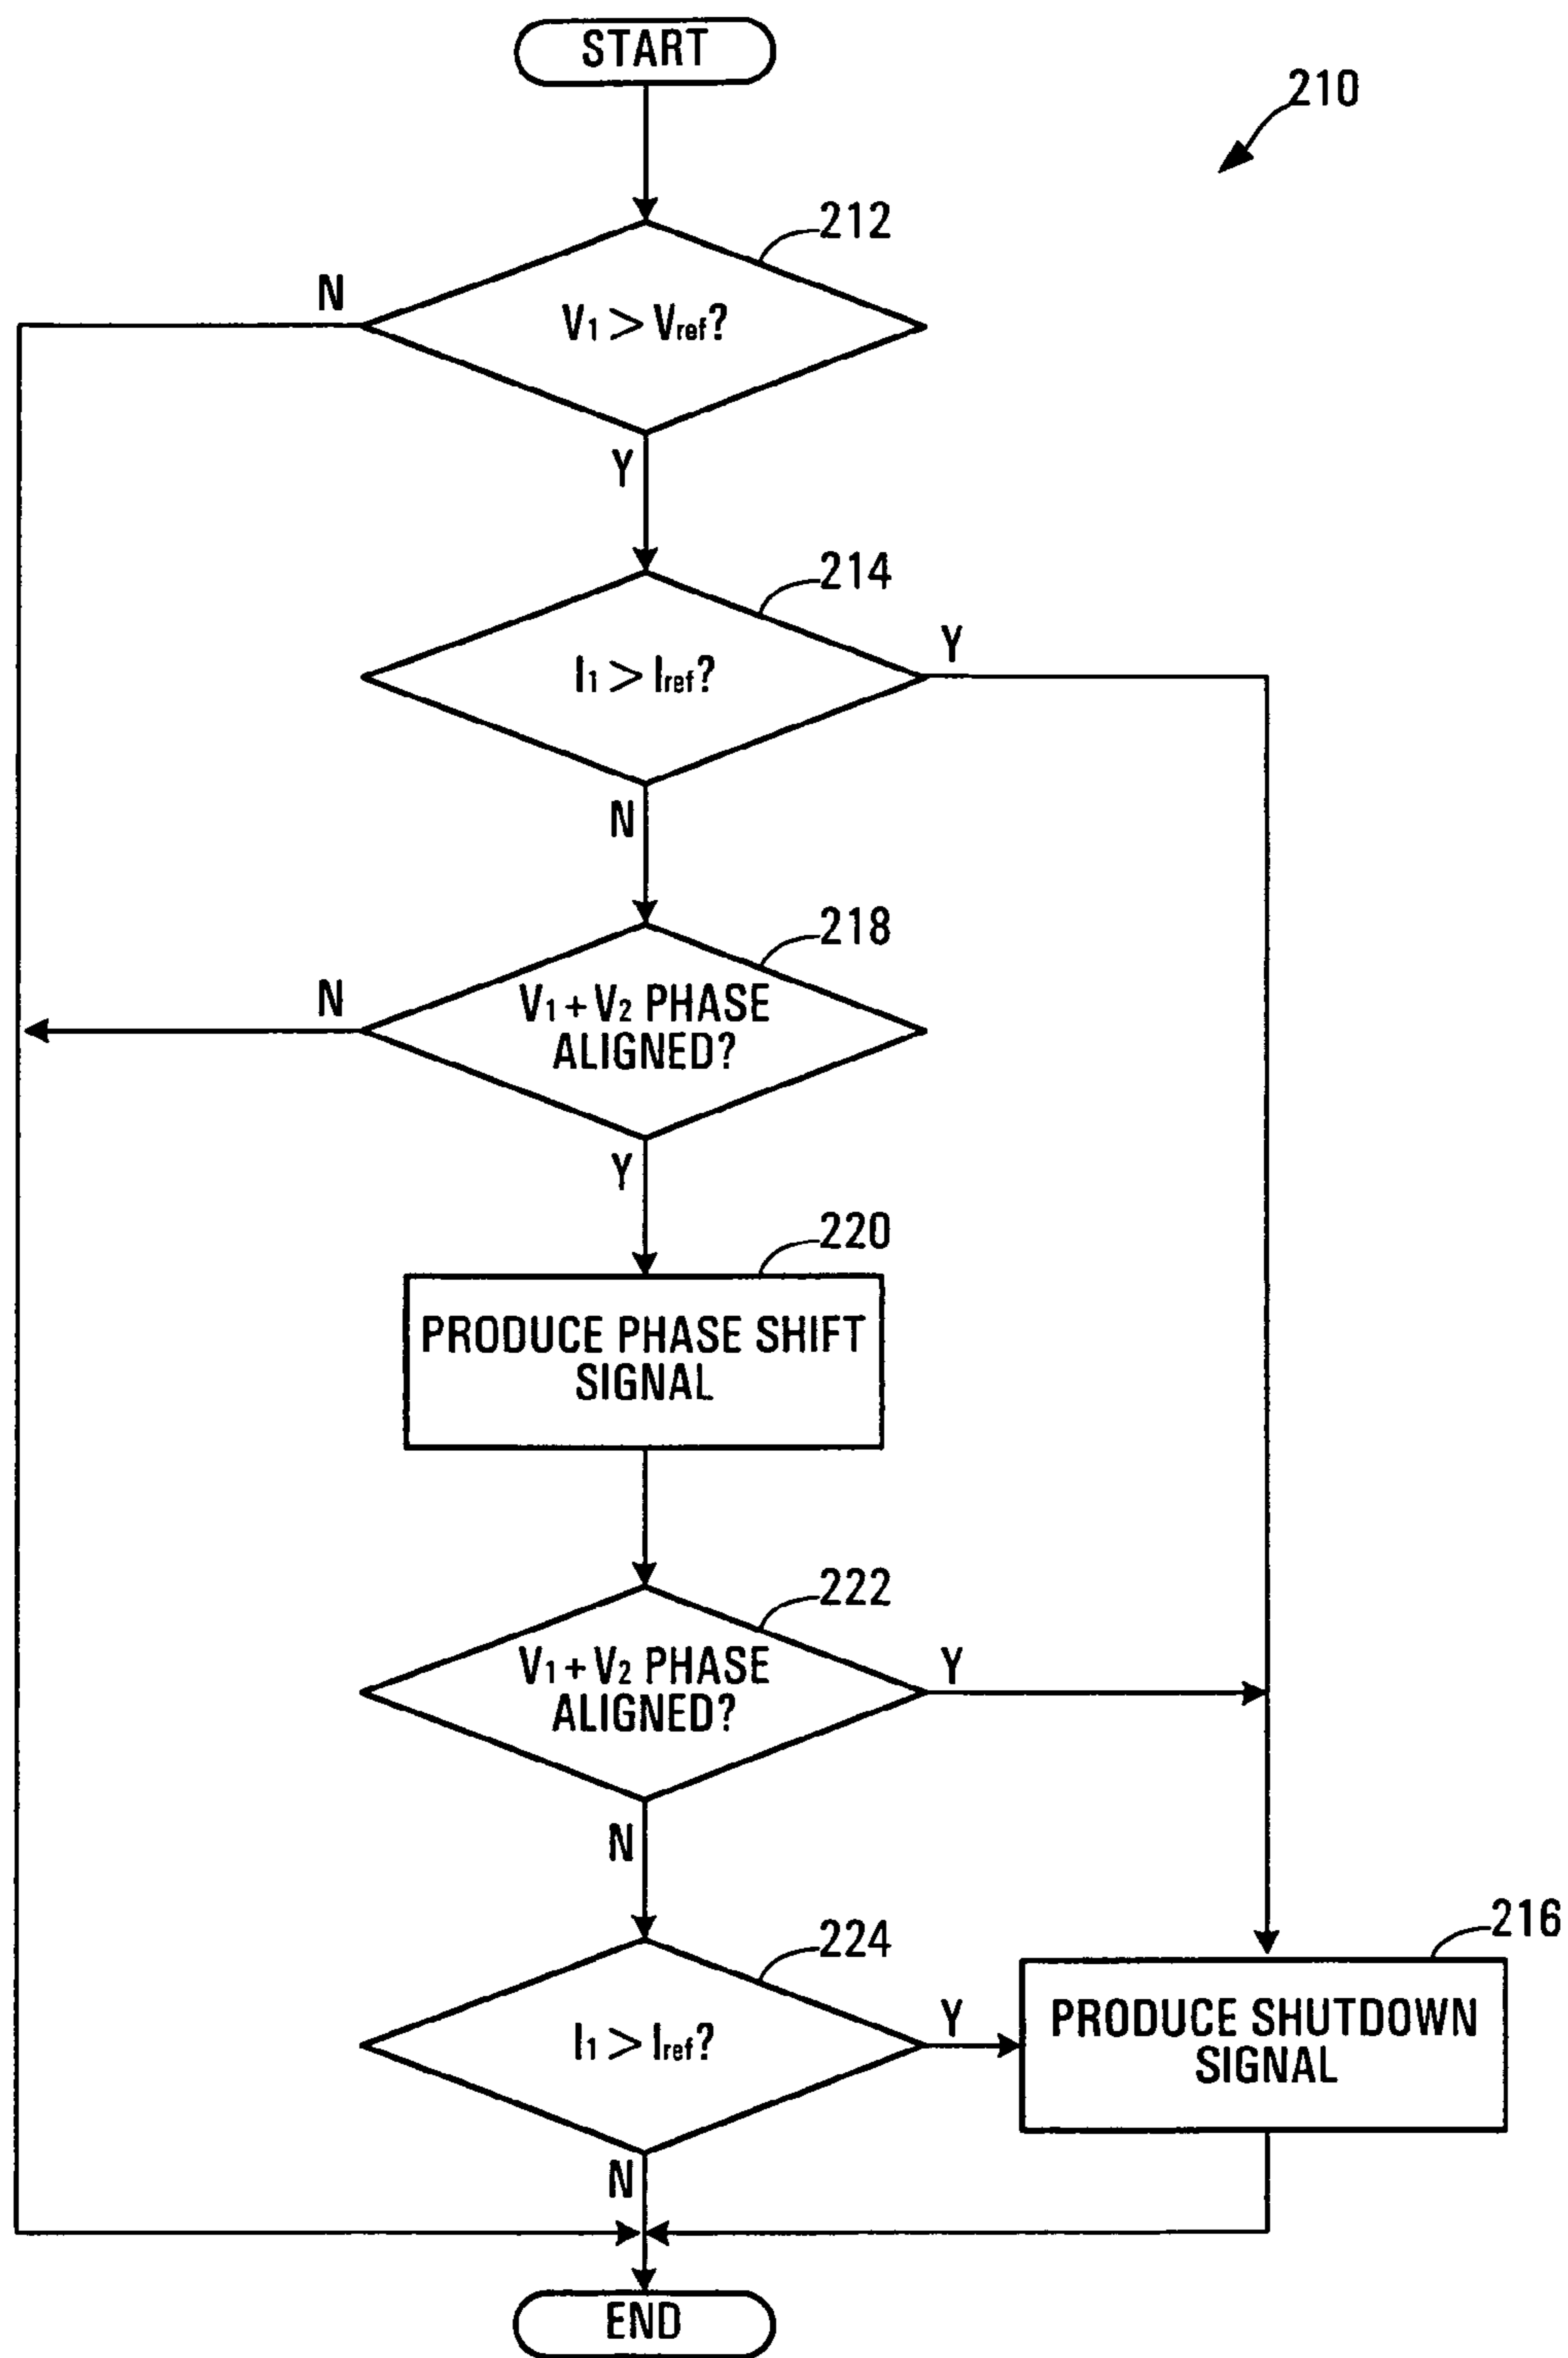 START
210
212
N
V₁ > Vref?
Y
214
Y
I₁ > Iref?
N
218
N
V₁ + V₂ PHASE
ALIGNED?
Y
220
PRODUCE PHASE SHIFT
SIGNAL
222
V₁ + V₂ PHASE
ALIGNED?
Y
N
224
216
I₁ > Iref?
Y
PRODUCE SHUTDOWN
SIGNAL
N
END